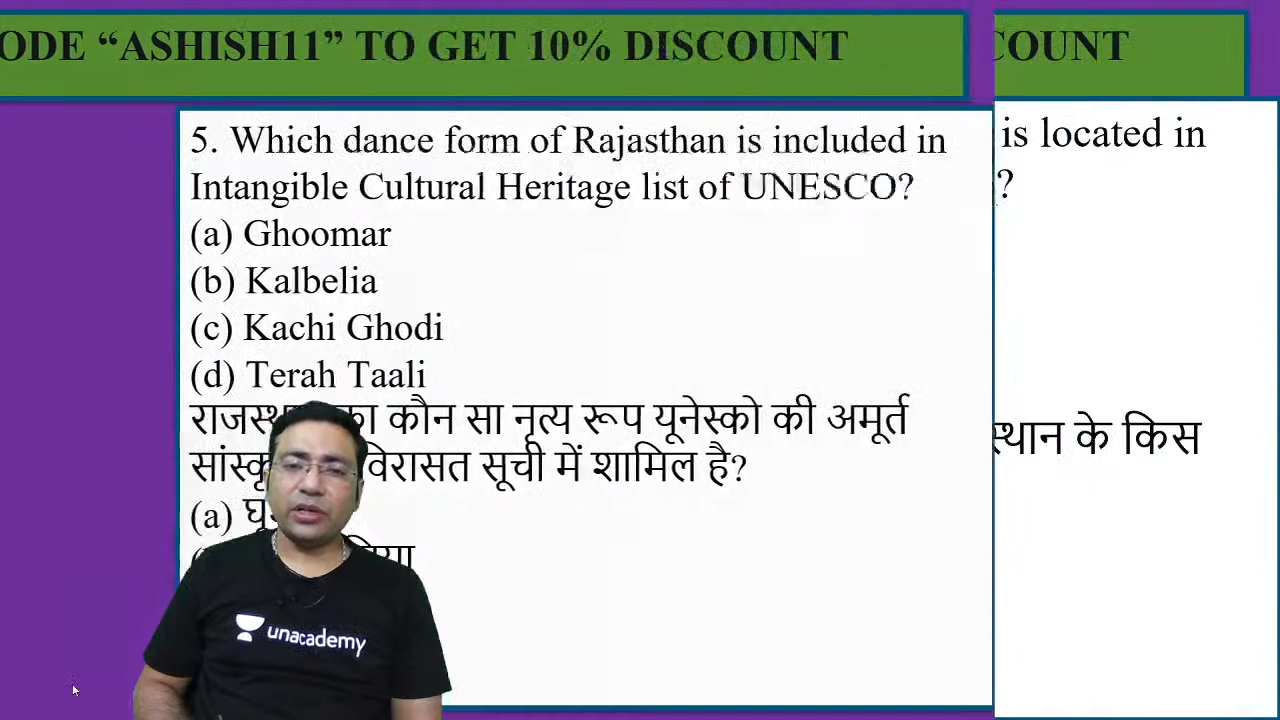 ODE “ASHISH11” TO GET 10% DISCOUNT
COUNT
5. Which dance form of Rajasthan is included in
Intangible Cultural Heritage list of UNESCO?
(a) Ghoomar
(b) Kalbelia
(c) Kachi Ghodi
(d) Terah Taali
का कौन सा नृत्य रूप यूनेस्को की अमूर्त
विरासत सूची में शामिल है?
(a)
is located in
?
के किस
unacademy